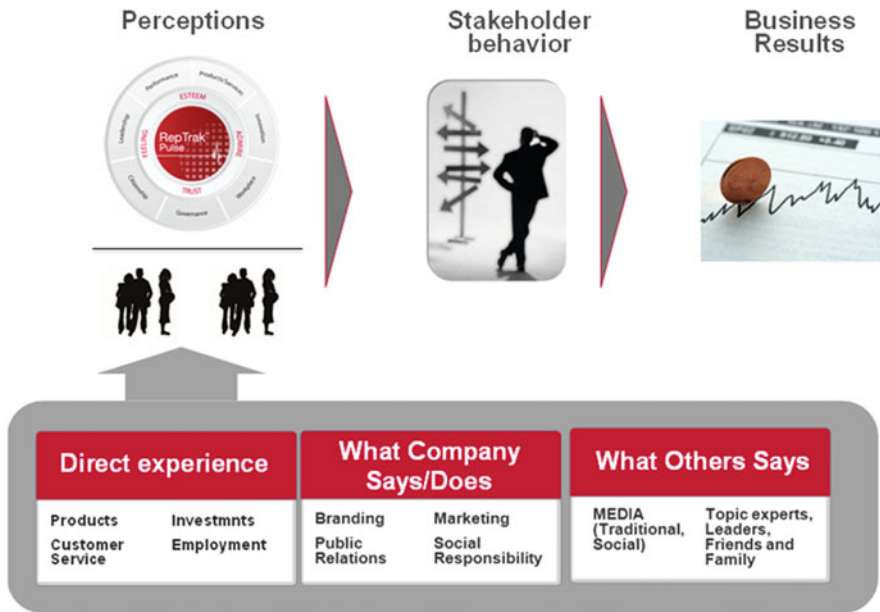 Perceptions
Stakeholder
behavior
Business
Results
Performance
Products/Services
Innovation
Workplace
Governance
Citizenship
Leadership
ESTEEM
ADMIRE
TRUST
FEELING
RepTrak
Pulse
Direct experience
Products
Investmnts
Customer
Service
Employment
What Company
Says/Does
Branding
Marketing
Public
Relations
Social
Responsibility
What Others Says
MEDIA
(Traditional,
Social)
Topic experts,
Leaders,
Friends and
Family